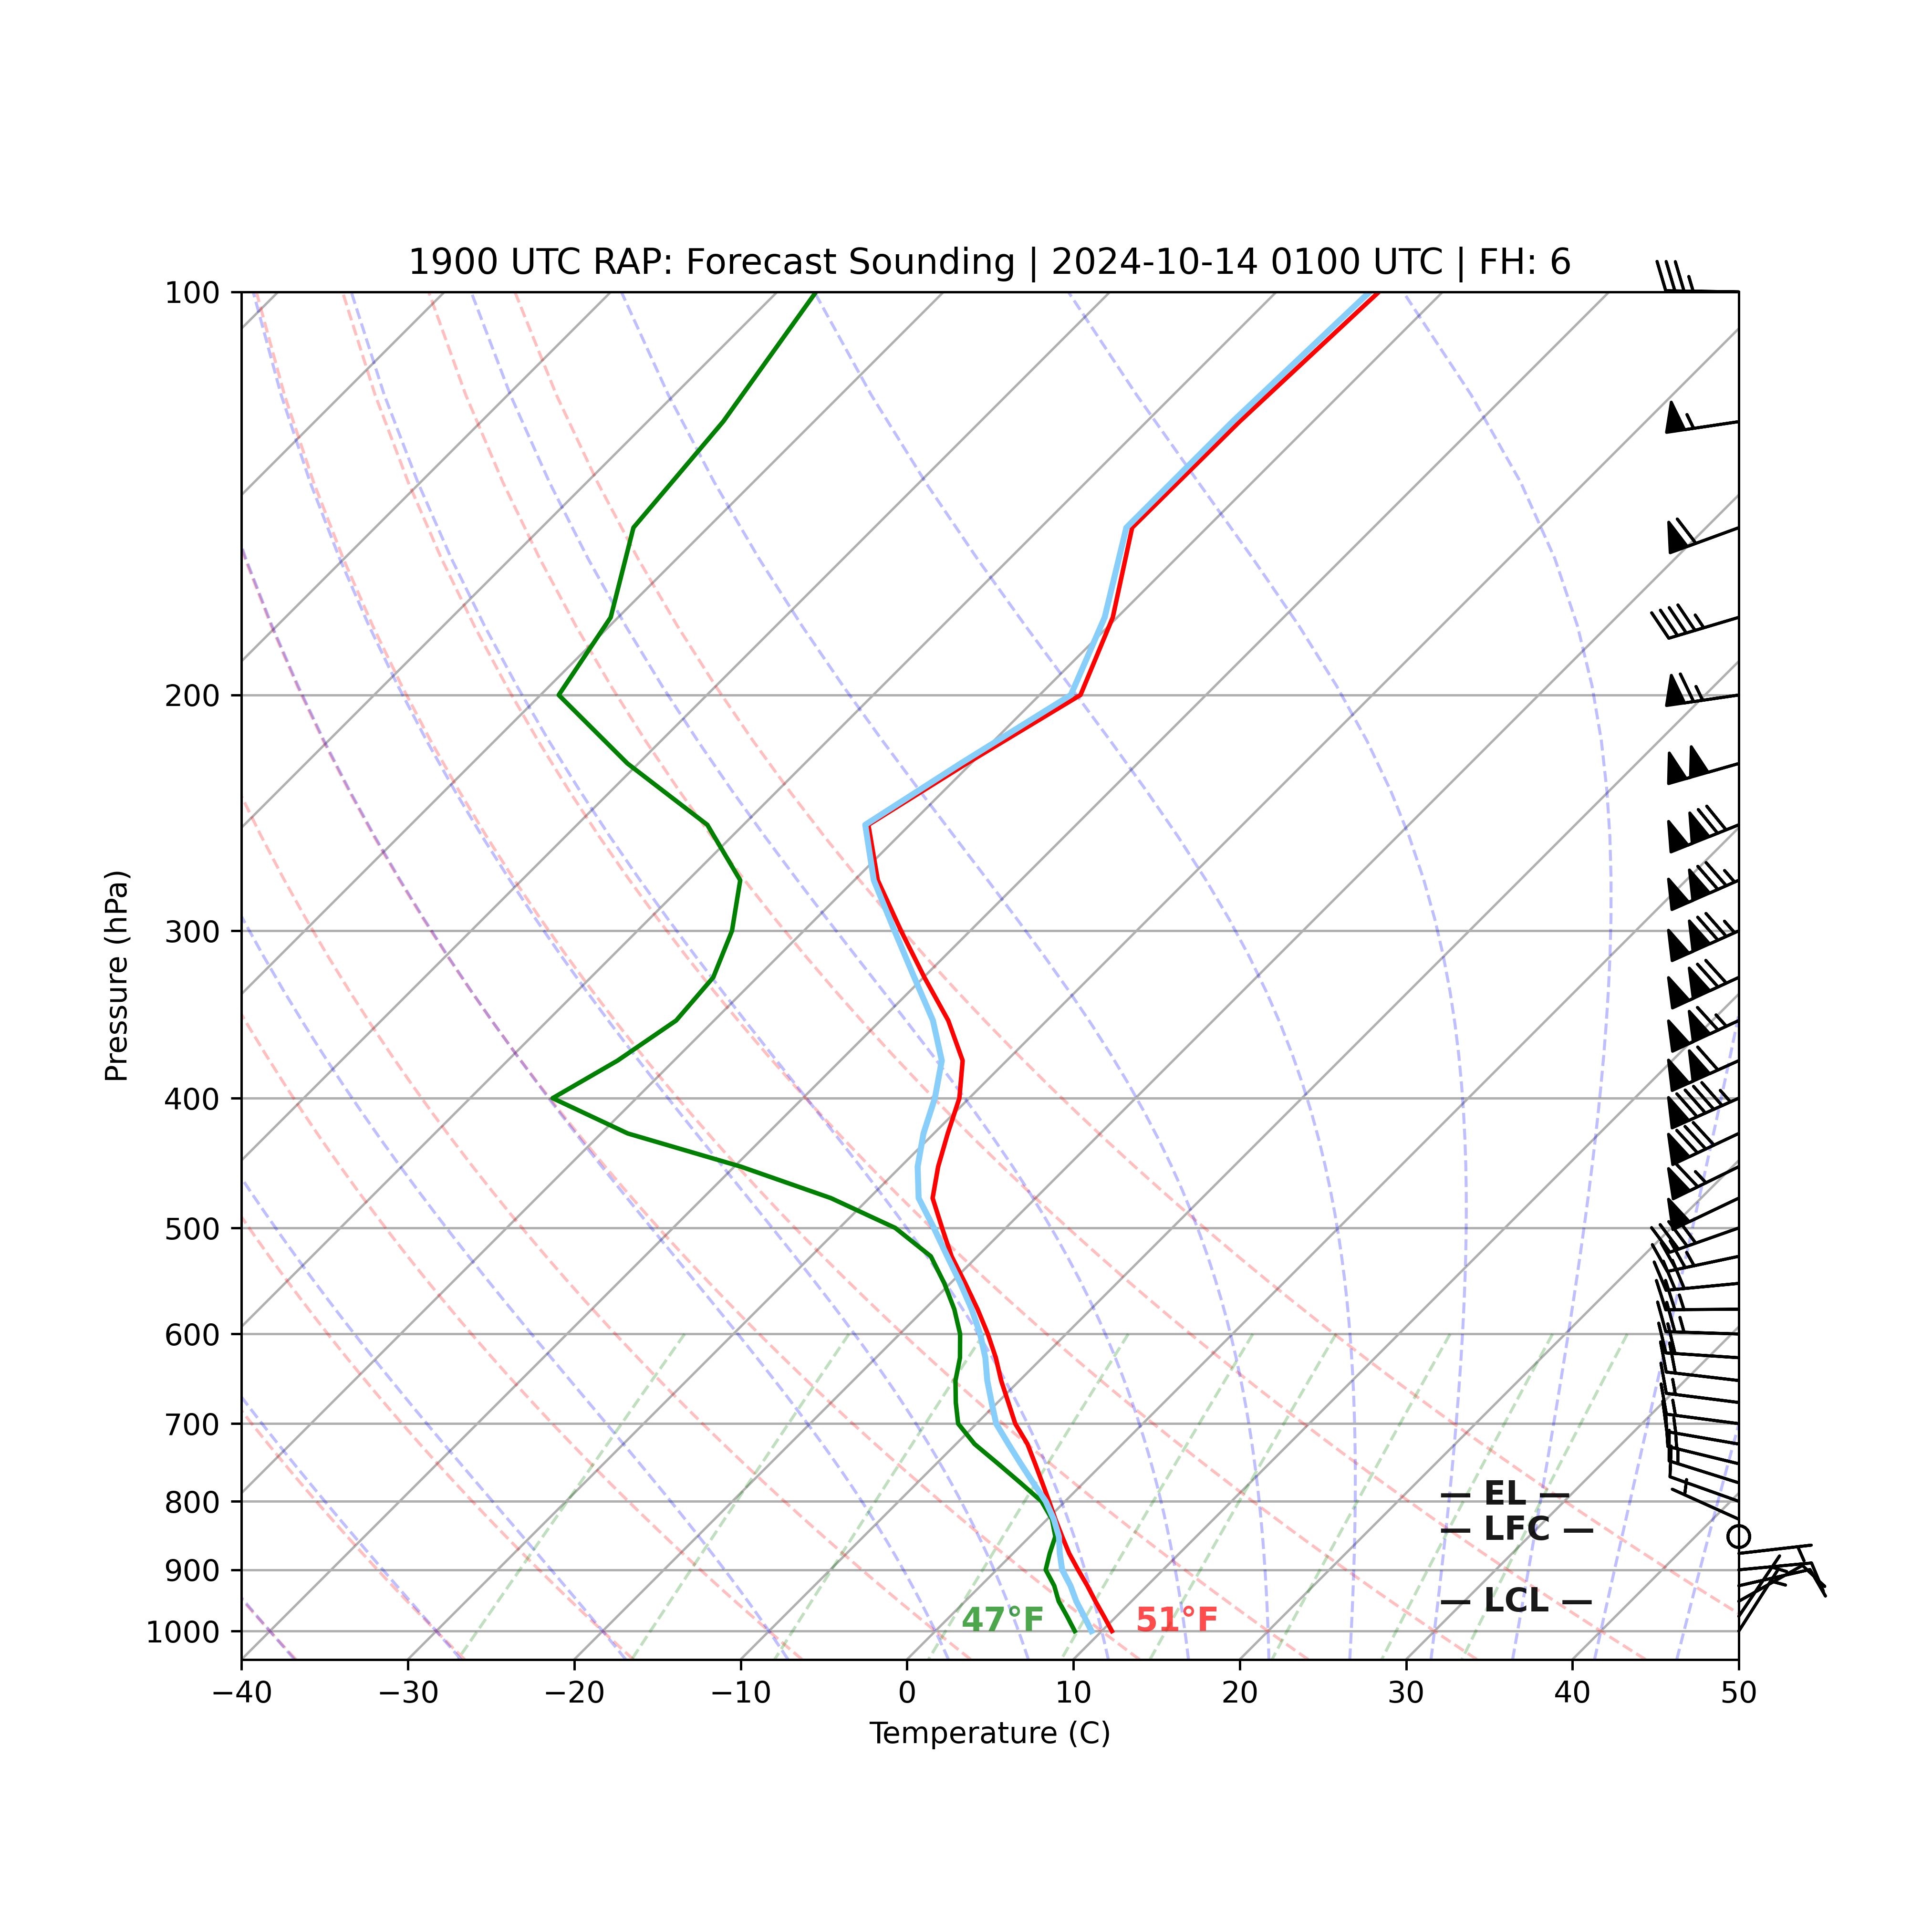 1900 UTC RAP: Forecast Sounding | 2024-10-14 0100 UTC | FH: 6
100
200
300
400
500
600
700
800
900
1000
Pressure (hPa)
— EL —
— LFC —
— LCL —
47°F 51°F
−40 −30 −20 −10 0 10 20 30 40 50
Temperature (C)